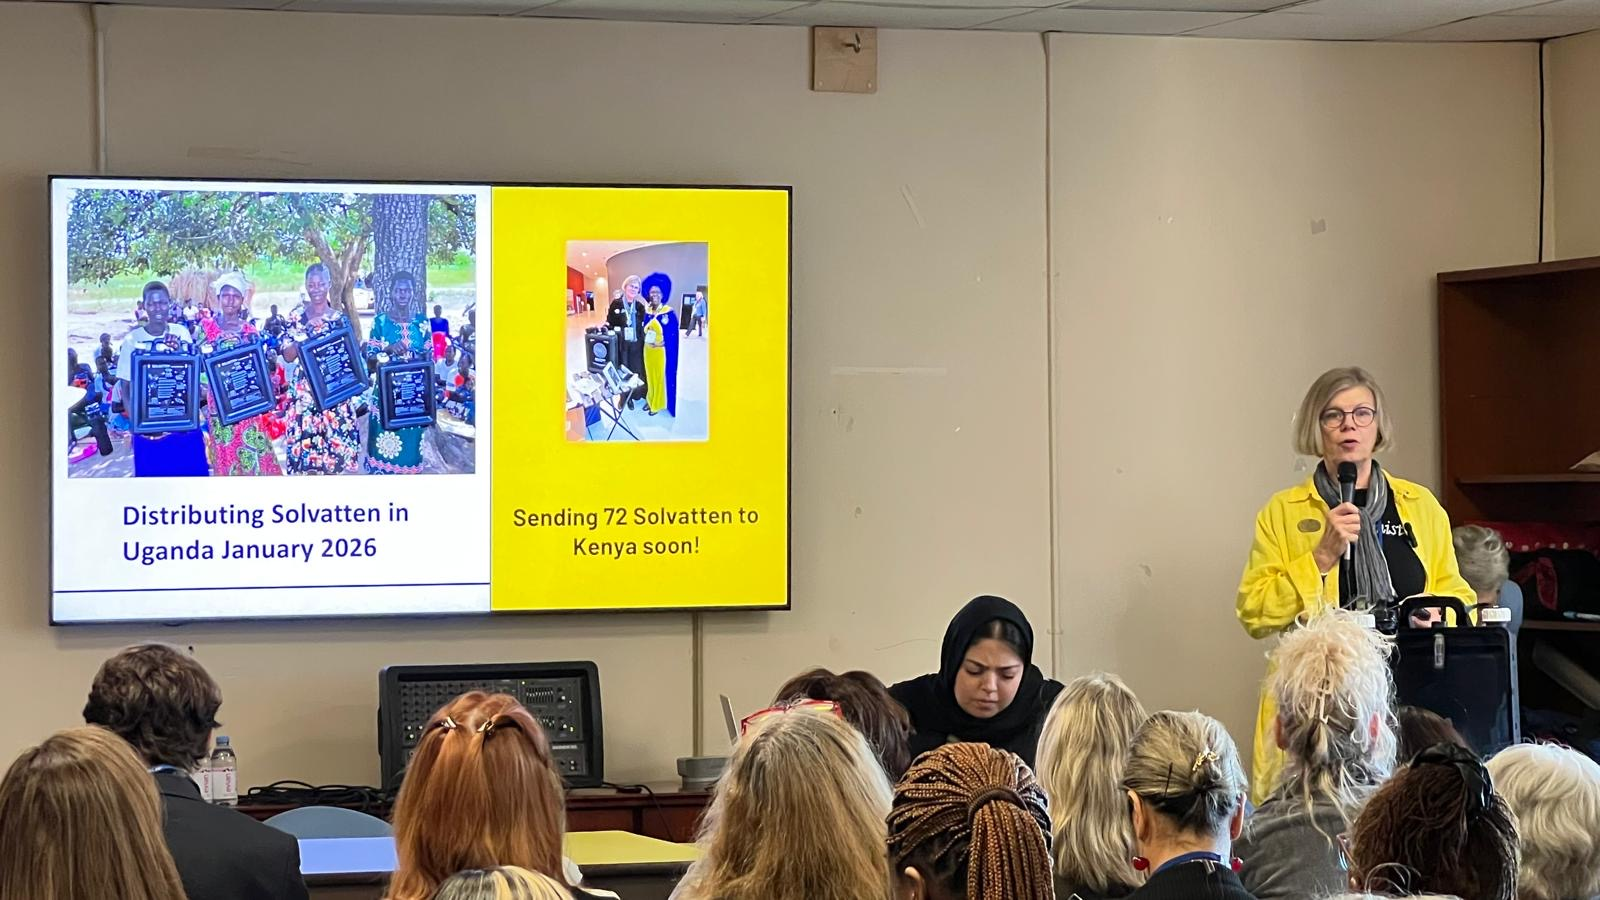 Distributing Solvatten in
Uganda January 2026
Sending 72 Solvatten to
Kenya soon!